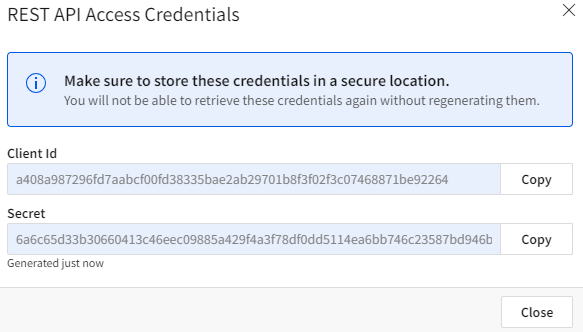 REST API Access Credentials
Make sure to store these credentials in a secure location.
You will not be able to retrieve these credentials again without regenerating them.
Client Id
a408a987296fd7aabcf00fd38335bae2ab29701b8f3f02f3c07468871be92264
Copy
Secret
6a6c65d33b30660413c46eec09885a429f4a3f78df0dd5114ea6bb746c23587bd946b
Copy
Generated just now
Close